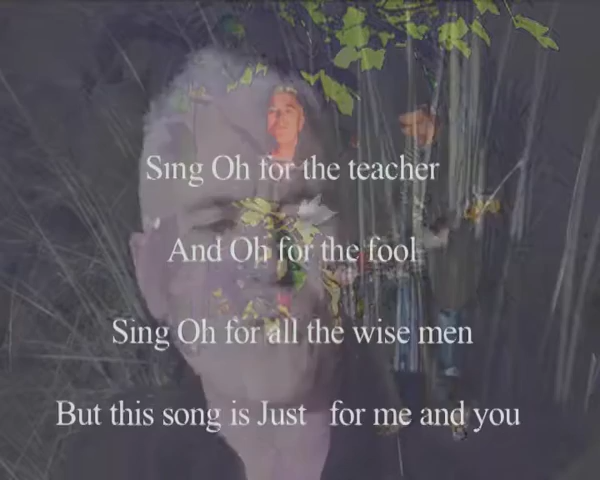 Sing Oh for the teacher
And Oh for the fool
Sing Oh for all the wise men
But this song is Just for me and you